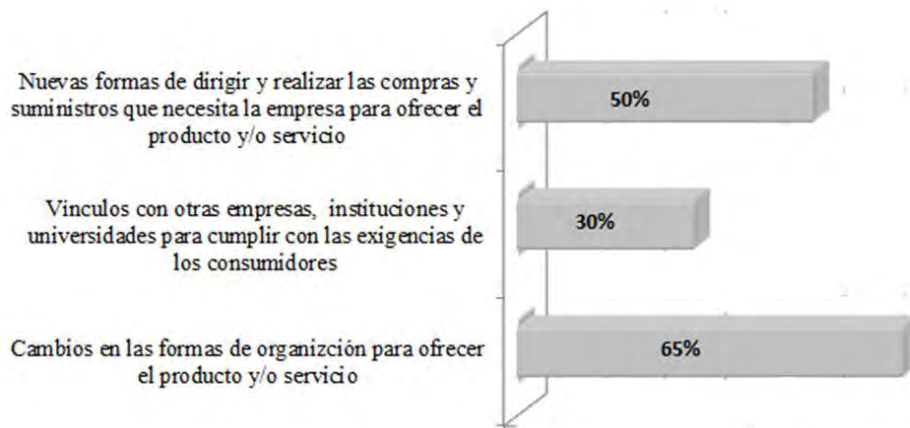 Nuevas formas de dirigir y realizar las compras y
suministros que necesita la empresa para ofrecer el
producto y/o servicio
50%
Vinculos con otras empresas, instituciones y
universidades para cumplir con las exigencias de
los consumidores
30%
Cambios en las formas de organizción para ofrecer
el producto y/o servicio
65%